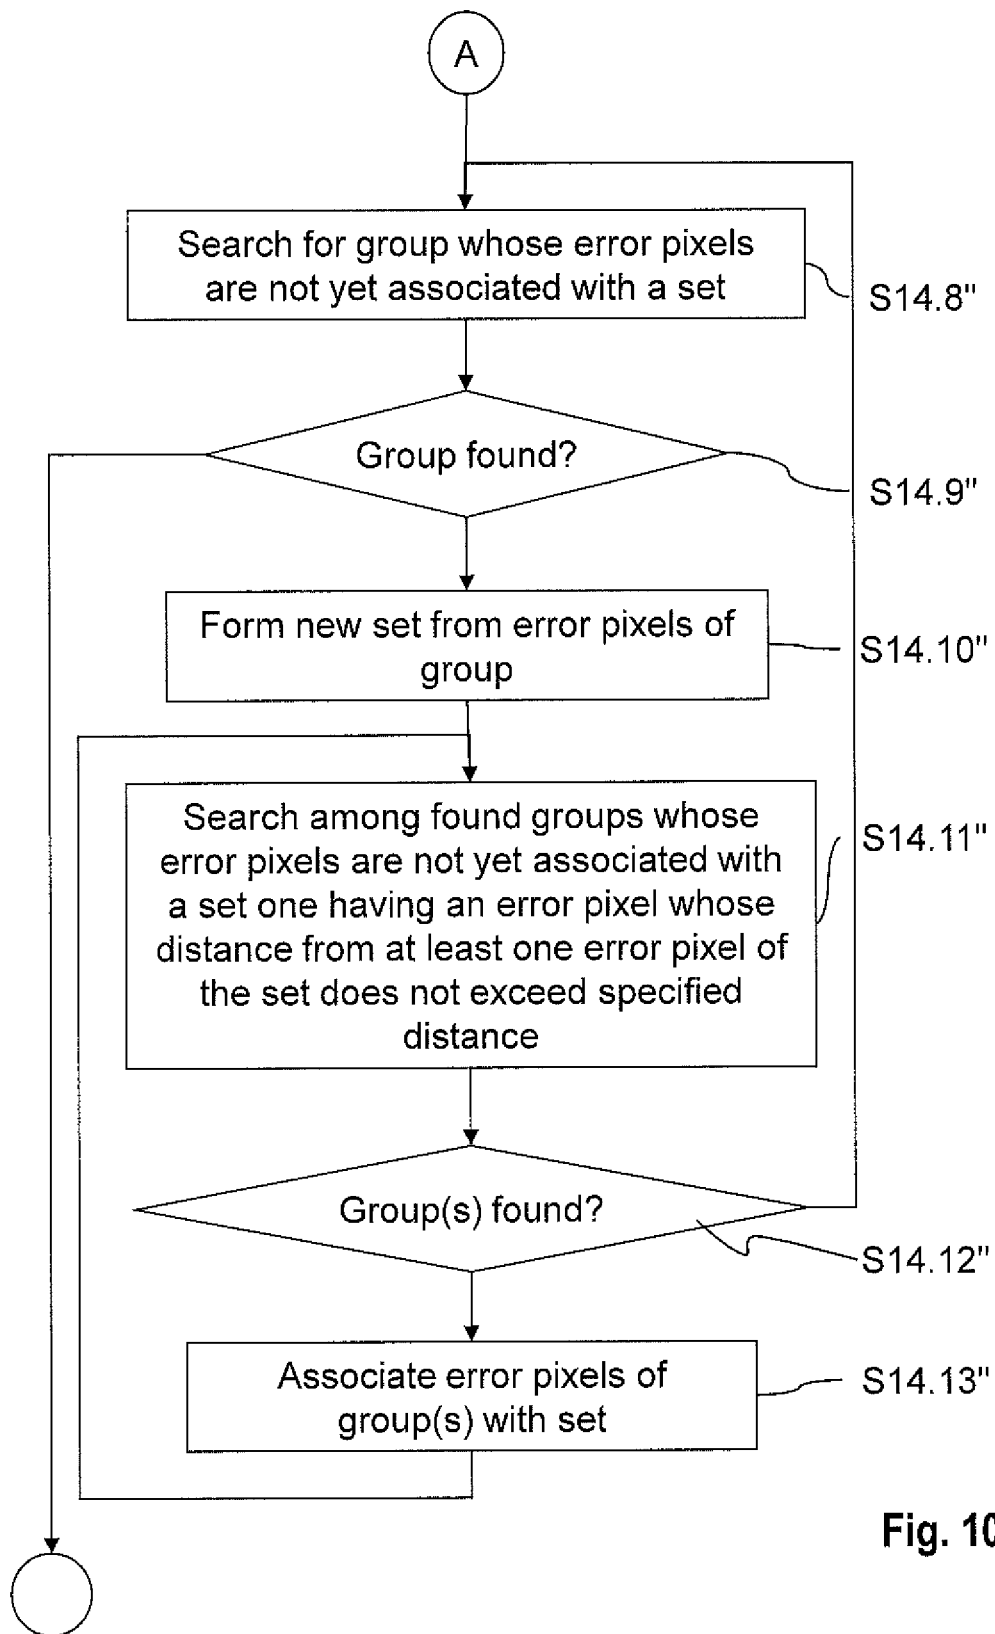 A
Search for group whose error pixels
are not yet associated with a set
S14.8"
Group found?
S14.9"
Form new set from error pixels of
group
S14.10"
Search among found groups whose
error pixels are not yet associated with
a set one having an error pixel whose
distance from at least one error pixel of
the set does not exceed specified
distance
S14.11"
Group(s) found?
S14.12"
Associate error pixels of
group(s) with set
S14.13"
Fig. 10